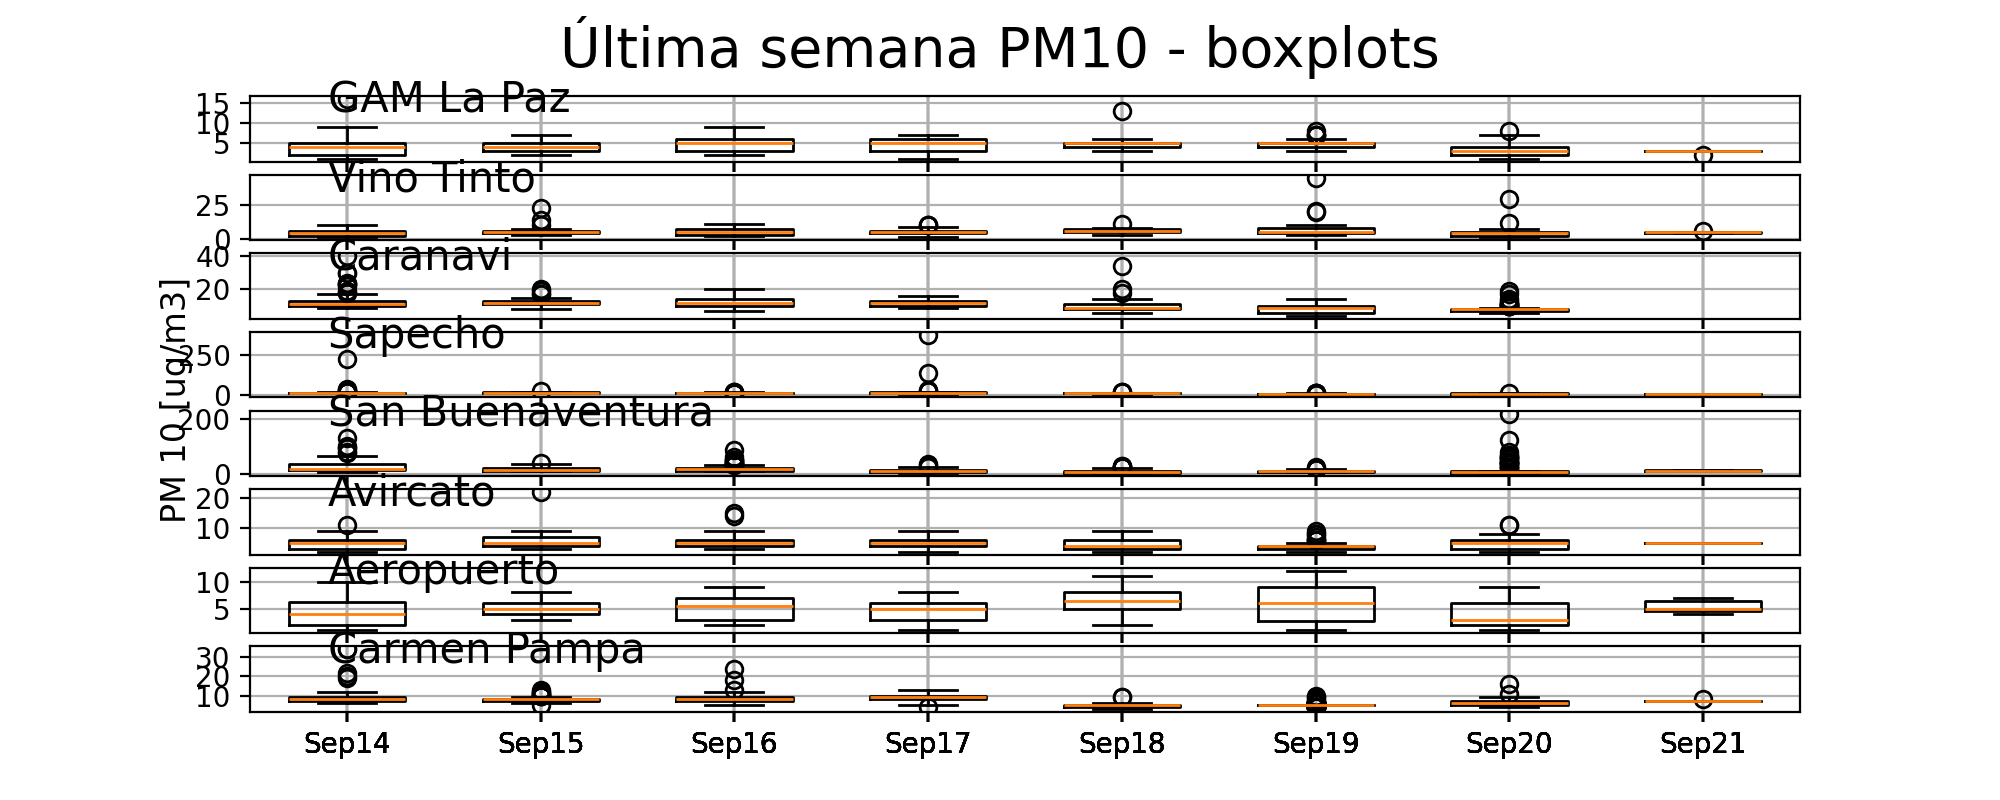 Última semana PM10 - boxplots
GAM La Paz
15
10
5
Vino Tinto
25
0
Caranavi
40
20
Sapecho
250
0
San Buenaventura
200
0
Avircato
20
10
Aeropuerto
10
5
Carmen Pampa
30
20
10
PM 10 [ug/m3]
Sep14 Sep15 Sep16 Sep17 Sep18 Sep19 Sep20 Sep21